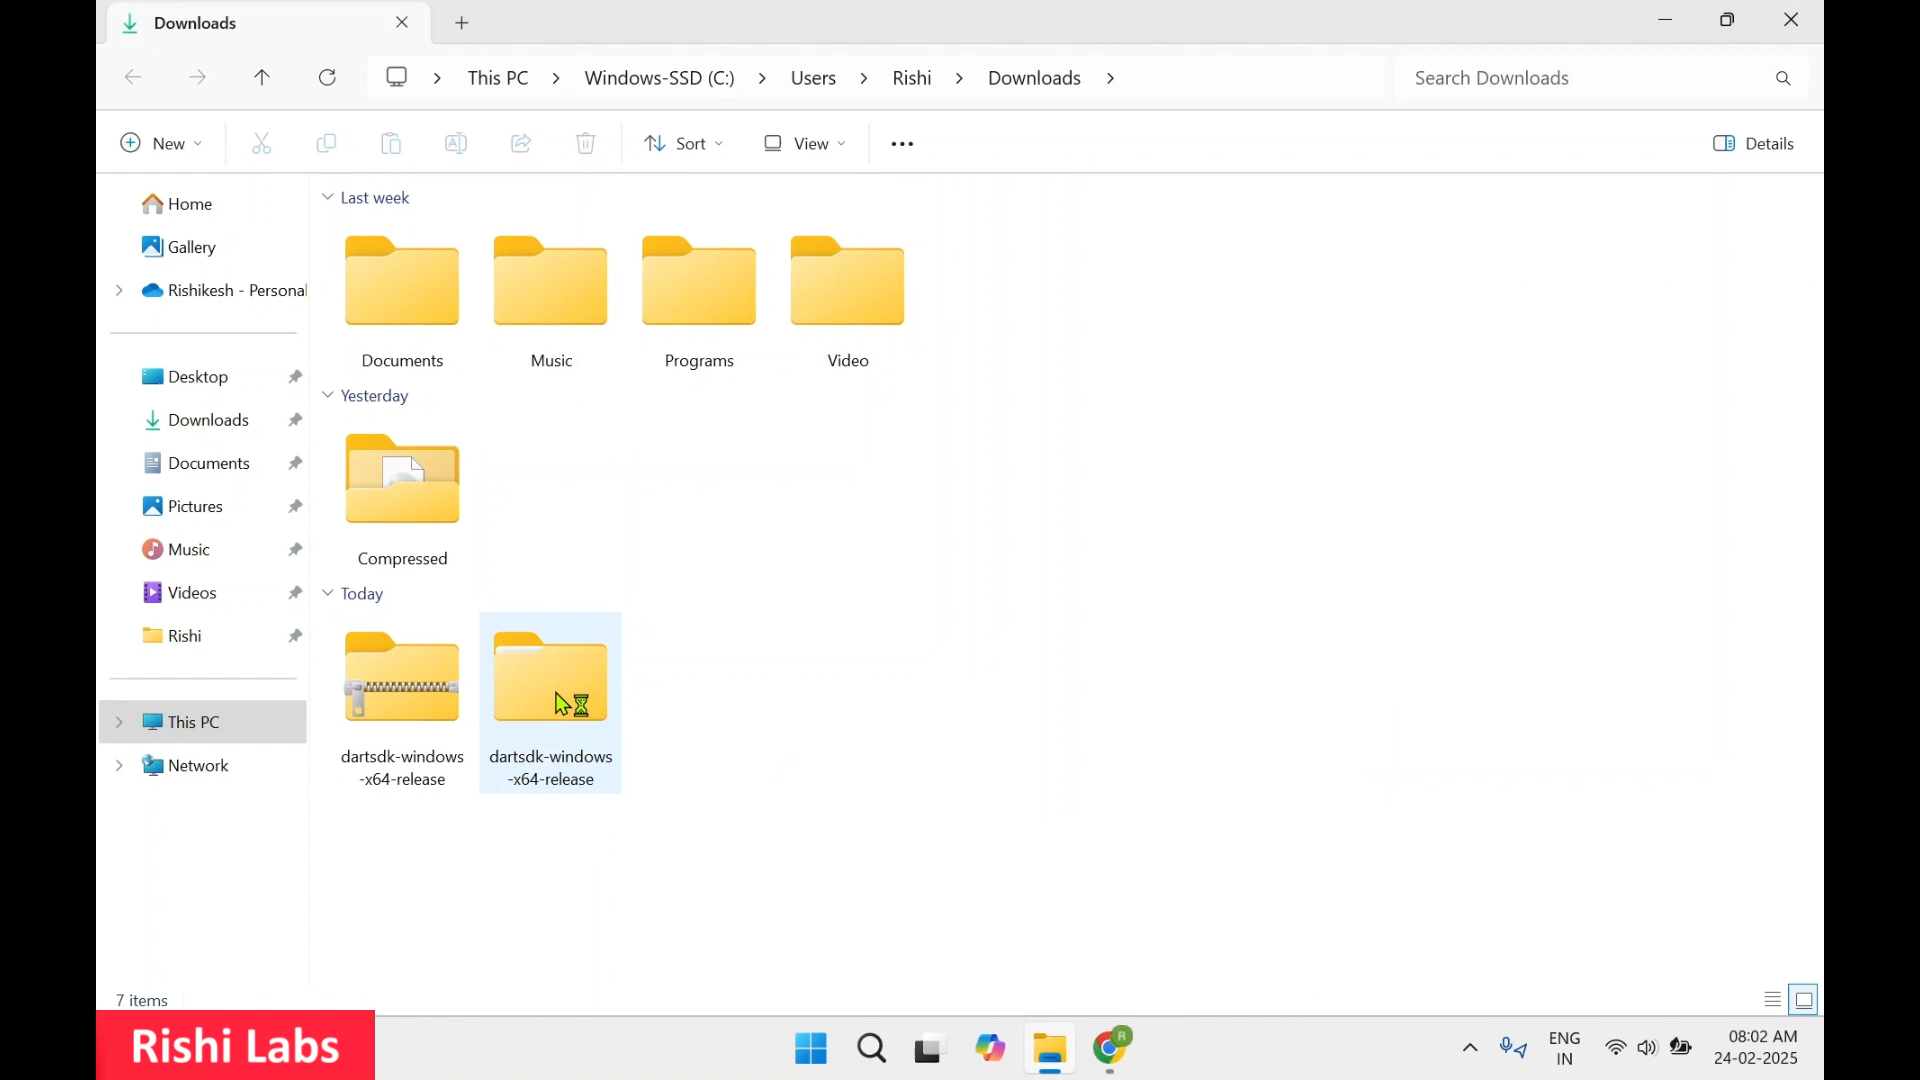 Downloads
This PC
Windows-SSD (C:)
Users
Rishi
Downloads
Search Downloads
New
Sort
View
Details
Home
Gallery
Rishikesh - Personal
Desktop
Downloads
Documents
Pictures
Music
Videos
Rishi
This PC
Network
Last week
Documents
Music
Programs
Video
Yesterday
Compressed
Today
dartsdk-windows
-x64-release
dartsdk-windows
-x64-release
7 items
Rishi Labs
R
ENG
IN
08:02 AM
24-02-2025